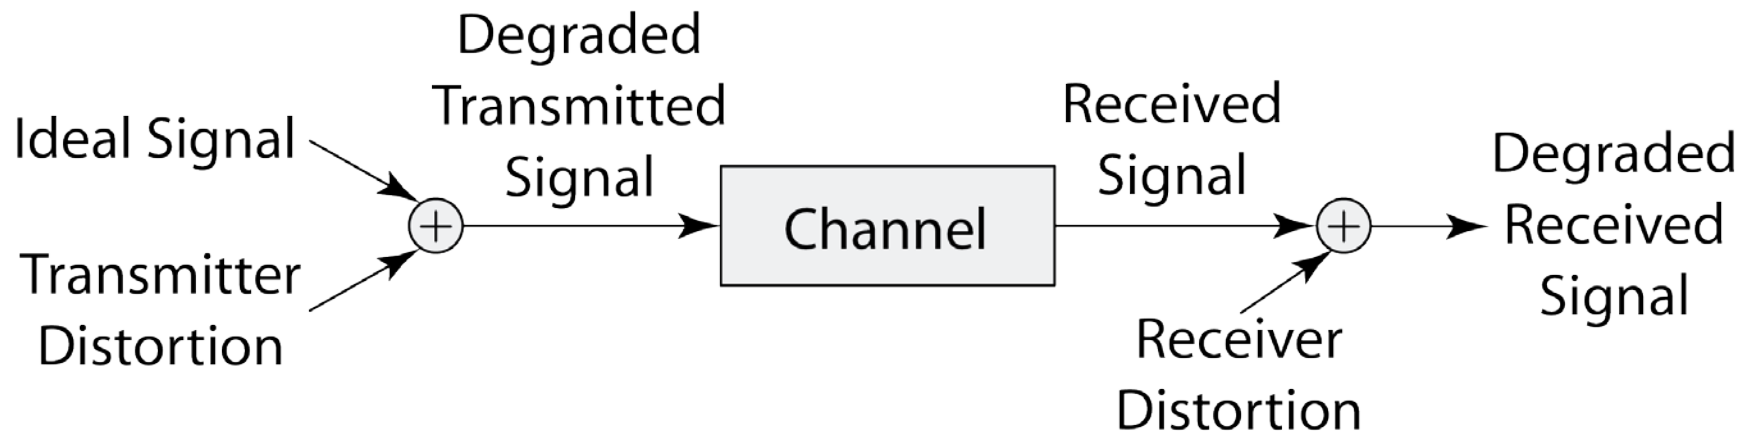 Ideal Signal
Transmitter
Distortion
+
Degraded
Transmitted
Signal
Channel
Received
Signal
+
Receiver
Distortion
Degraded
Received
Signal